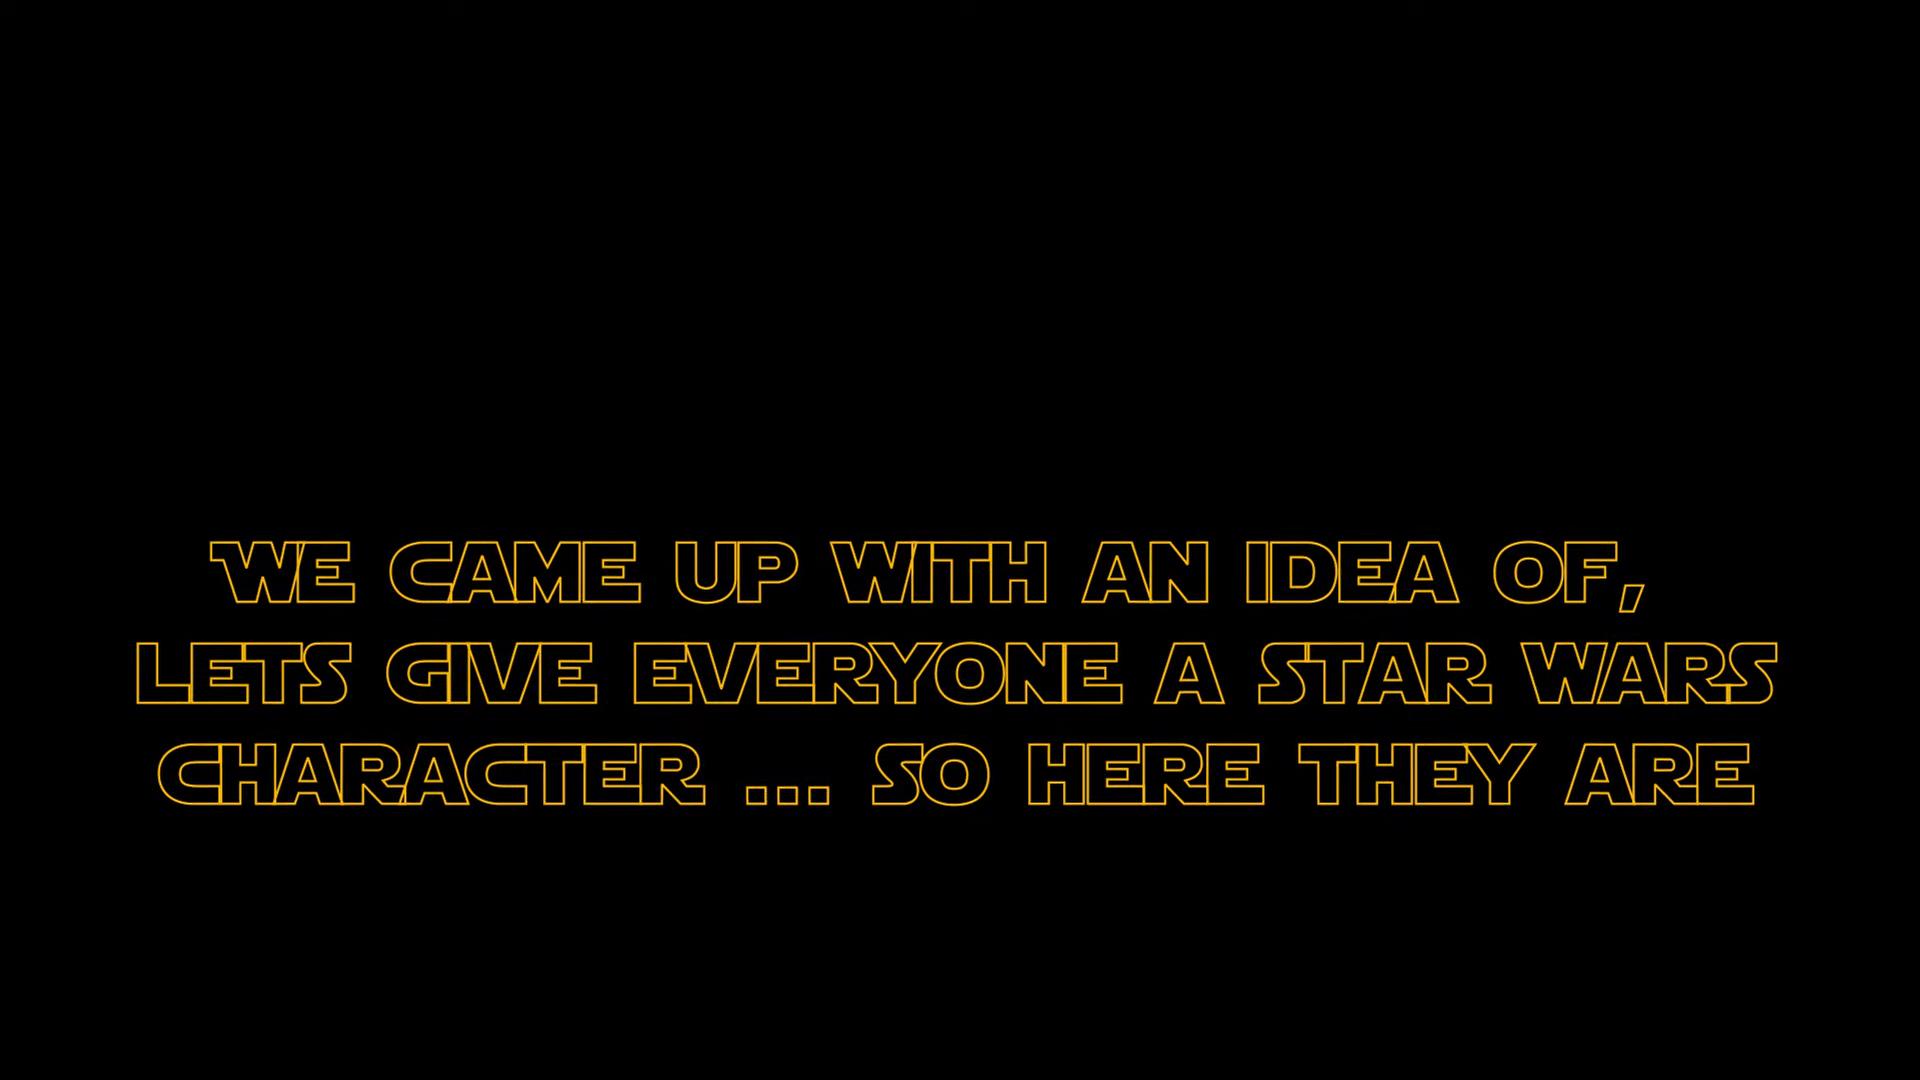 WE CAME UP WITH AN IDEA OF,
LETS GIVE EVERYONE A STAR WARS
CHARACTER ... SO HERE THEY ARE